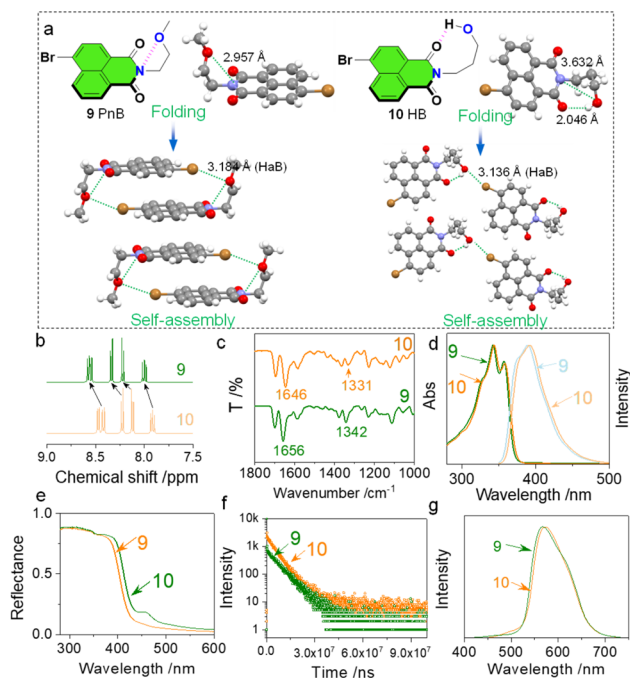 a
Br
O
N
O
O
9 PnB
2.957 Å
Folding
3.184 Å (HaB)
Self-assembly
Br
O
N
O
H
O
10 HB
3.632 Å
2.046 Å
Folding
3.136 Å (HaB)
Self-assembly
b
9
10
9.0 8.5 8.0 7.5
Chemical shift /ppm
c
T /%
10
1646
1331
9
1656
1342
1800 1600 1400 1200 1000
Wavenumber /cm-1
d
Abs
9
10
9
10
300 400 500
Wavelength /nm
e
Reflectance
1.0
0.5
0.0
9
10
300 400 500 600
Wavelength /nm
f
Intensity
10k
1k
100
10
1
9
10
0 3.0x10⁷ 9.0x10⁷
Time /ns
g
Intensity
9
10
400 500 600 700
Wavelength /nm